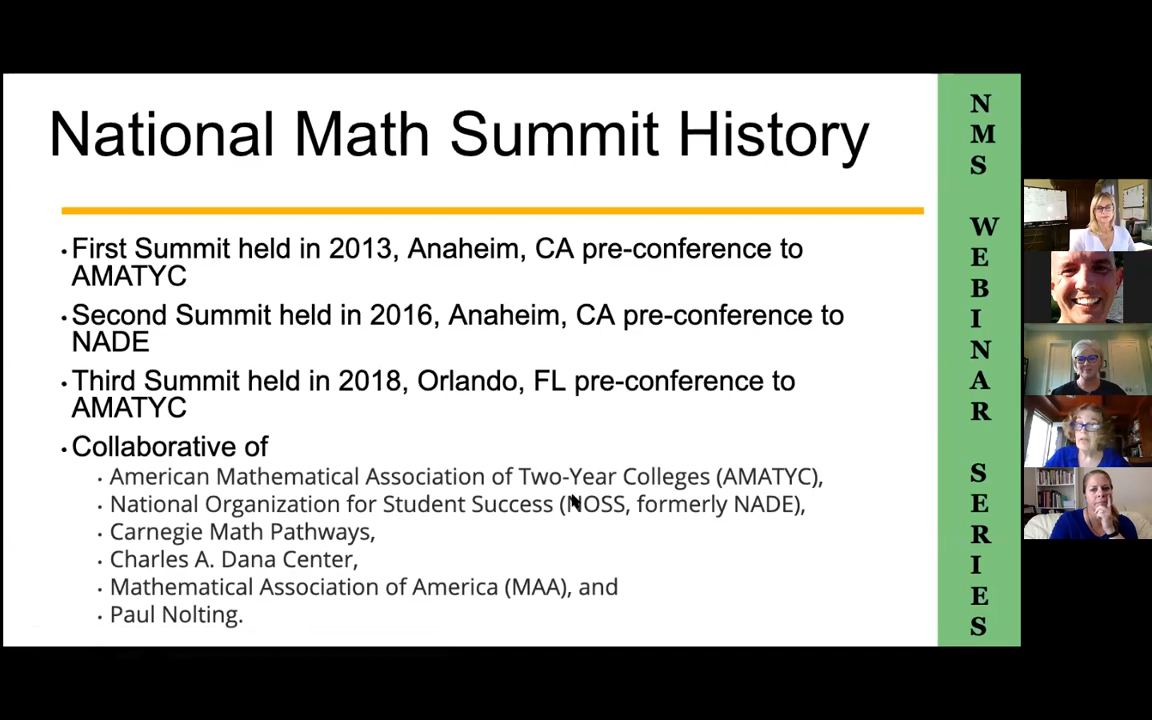 National Math Summit History
• First Summit held in 2013, Anaheim, CA pre-conference to
AMATYC
• Second Summit held in 2016, Anaheim, CA pre-conference to
NADE
• Third Summit held in 2018, Orlando, FL pre-conference to
AMATYC
• Collaborative of
• American Mathematical Association of Two-Year Colleges (AMATYC),
• National Organization for Student Success (NOSS, formerly NADE),
• Carnegie Math Pathways,
• Charles A. Dana Center,
• Mathematical Association of America (MAA), and
• Paul Nolting.
NMS WEBINAR SERIES